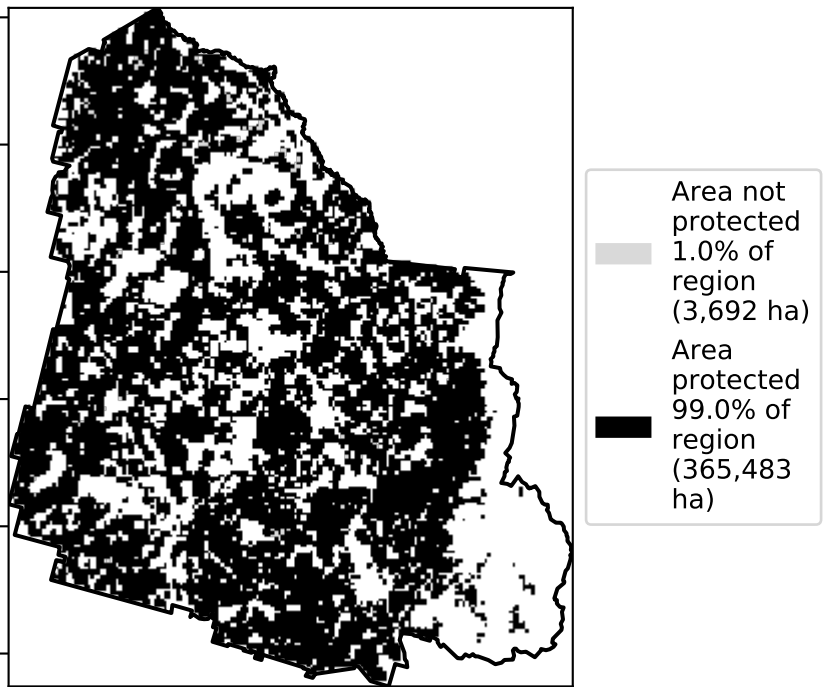 Area not
protected
1.0% of
region
(3,692 ha)
Area
protected
99.0% of
region
(365,483
ha)